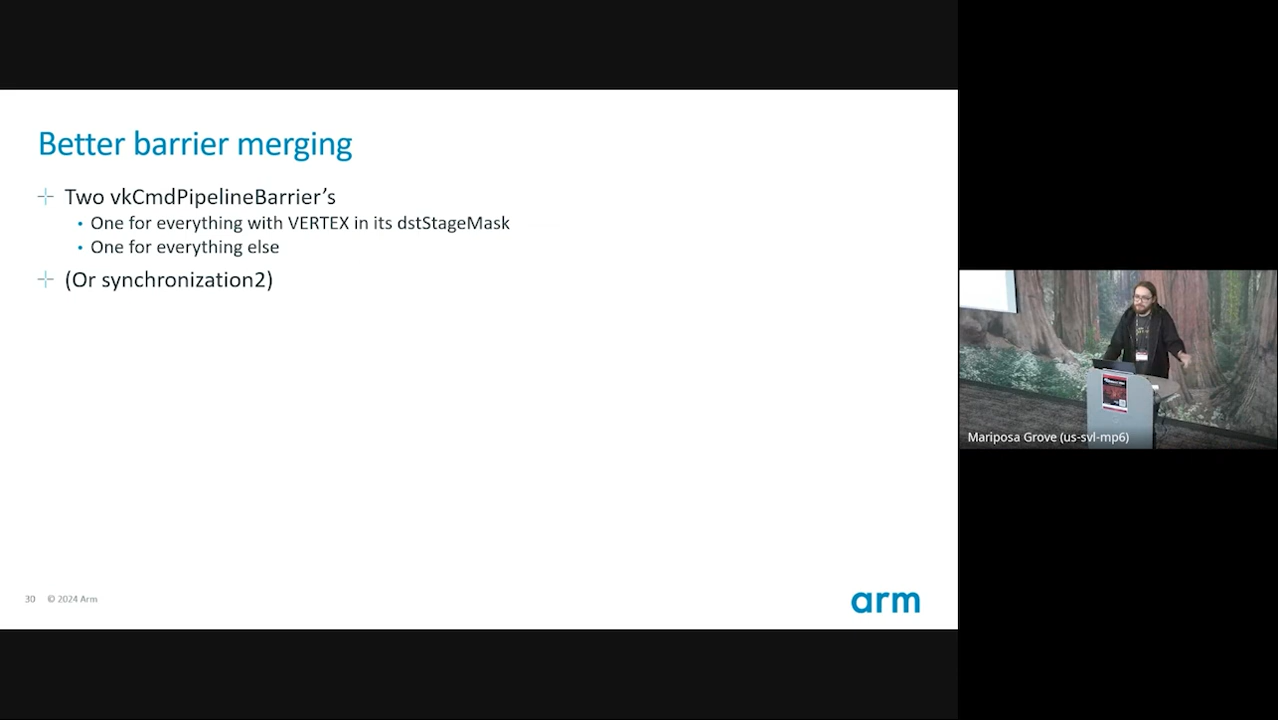 Better barrier merging
Two vkCmdPipelineBarrier’s
• One for everything with VERTEX in its dstStageMask
• One for everything else
(Or synchronization2)
30 © 2024 Arm
arm
Mariposa Grove (us-svl-mp6)